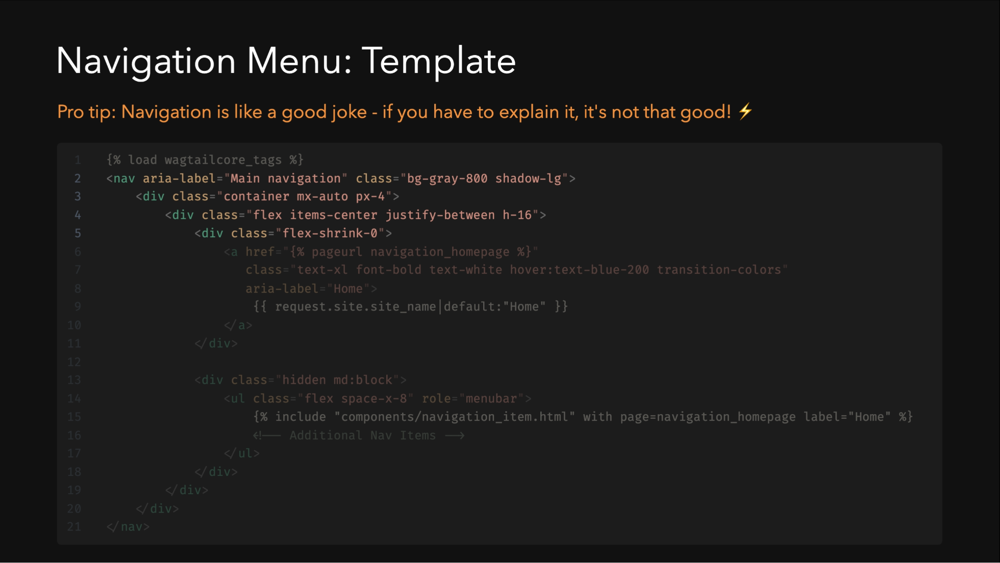 Navigation Menu: Template
Pro tip: Navigation is like a good joke - if you have to explain it, it's not that good! ⚡
1 {% load wagtailcore_tags %}
2 <nav aria-label="Main navigation" class="bg-gray-800 shadow-lg">
3 <div class="container mx-auto px-4">
4 <div class="flex items-center justify-between h-16">
5 <div class="flex-shrink-0">
6 <a href="{% pageurl navigation_homepage %}"
7 class="text-xl font-bold text-white hover:text-blue-200 transition-colors"
8 aria-label="Home">
9 {{ request.site.site_name|default:"Home" }}
10 </a>
11 </div>
12
13 <div class="hidden md:block">
14 <ul class="flex space-x-8" role="menubar">
15 {% include "components/navigation_item.html" with page=navigation_homepage label="Home" %}
16 <!-- Additional Nav Items -->
17 </ul>
18 </div>
19 </div>
20 </div>
21 </nav>